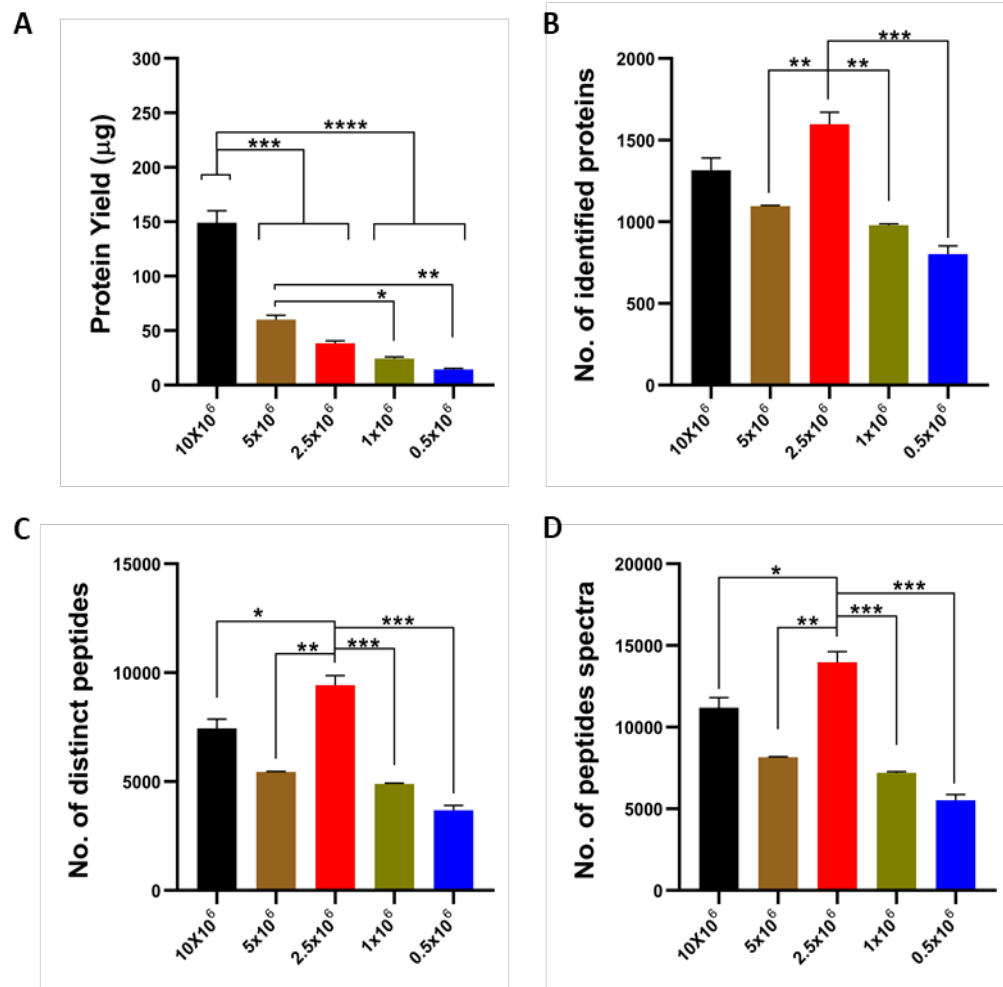 A
Protein Yield (µg)
300
250
200
150
100
50
0
****
***
**
*
10X10⁶
5x10⁶
2.5x10⁶
1x10⁶
0.5x10⁶
B
No. of identified proteins
2000
1500
1000
500
0
***
** **
10X10⁶
5x10⁶
2.5x10⁶
1x10⁶
0.5x10⁶
C
No. of distinct peptides
15000
10000
5000
0
*
***
** ***
10X10⁶
5x10⁶
2.5x10⁶
1x10⁶
0.5x10⁶
D
No. of peptides spectra
20000
15000
10000
5000
0
*
***
** ***
10X10⁶
5x10⁶
2.5x10⁶
1x10⁶
0.5x10⁶